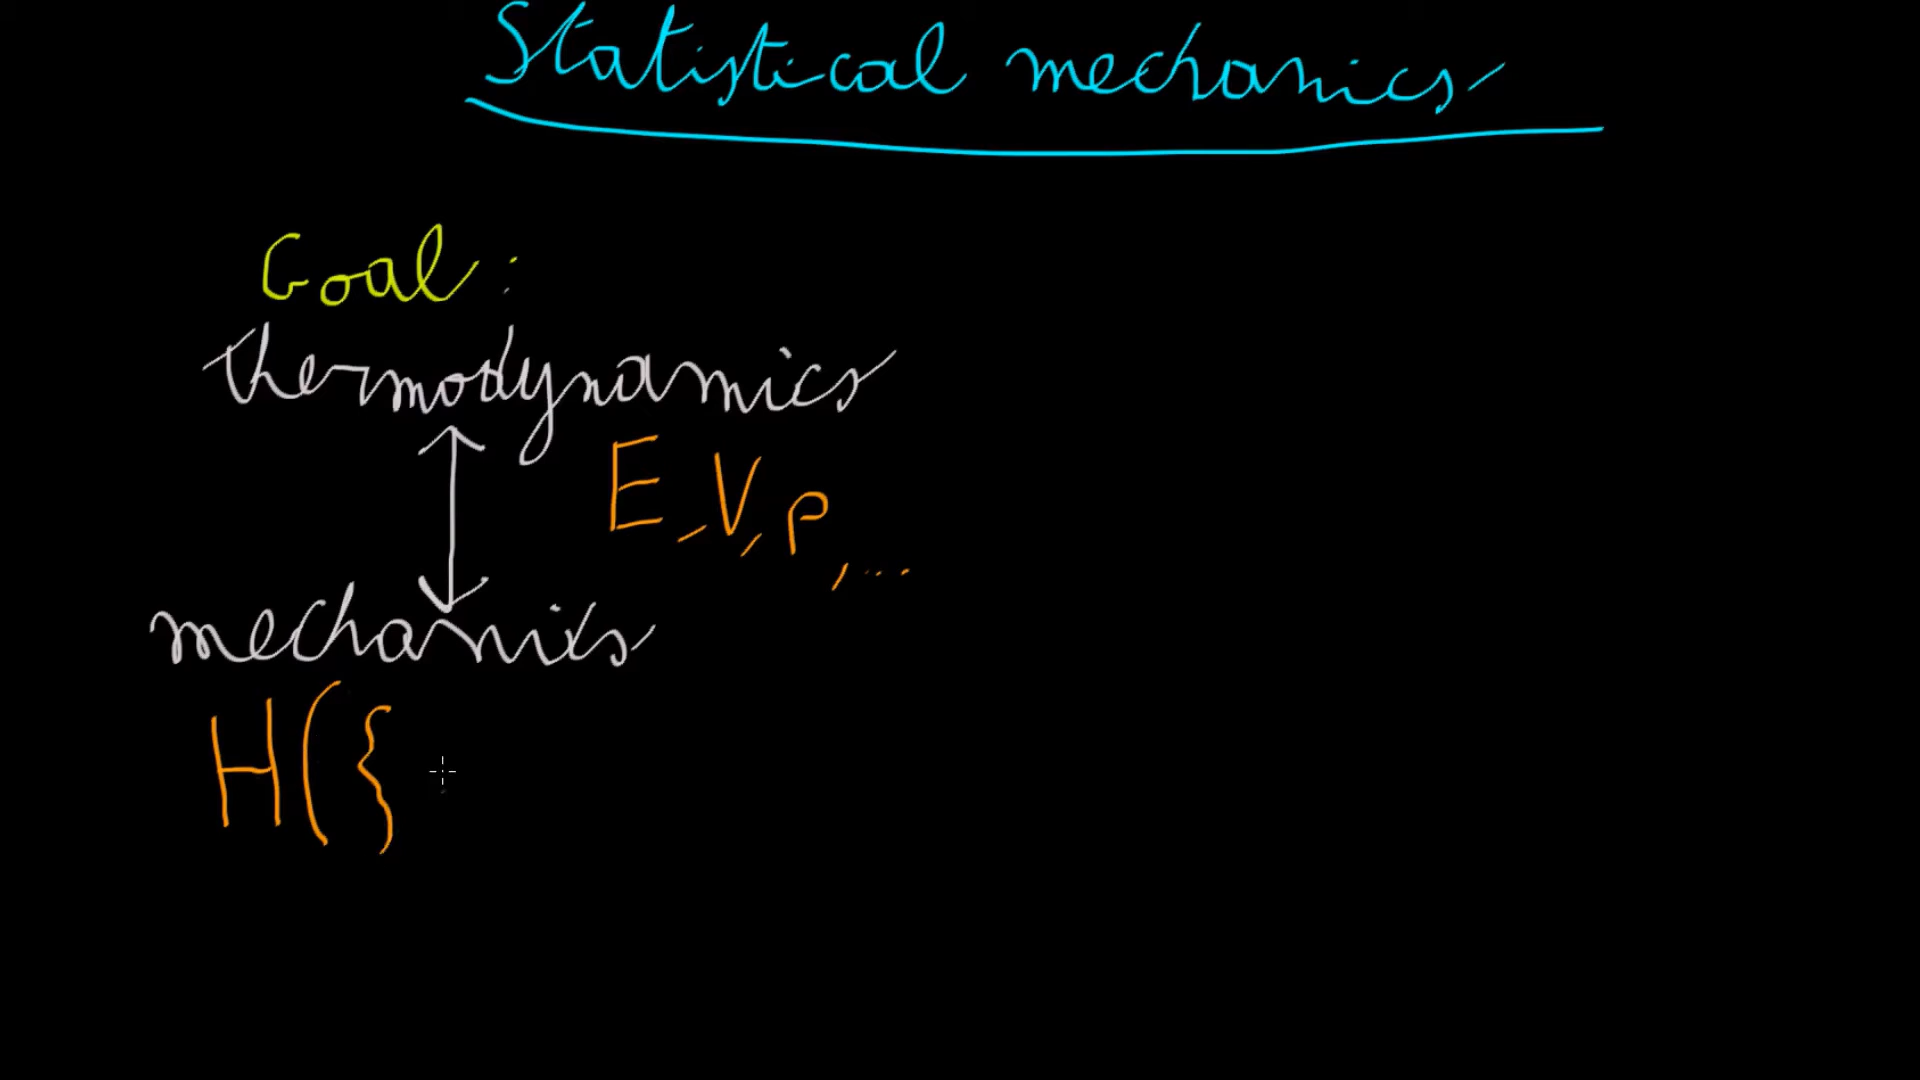 Statistical mechanics
Goal:
thermodynamics
E, V, p, ...
mechanics
H({